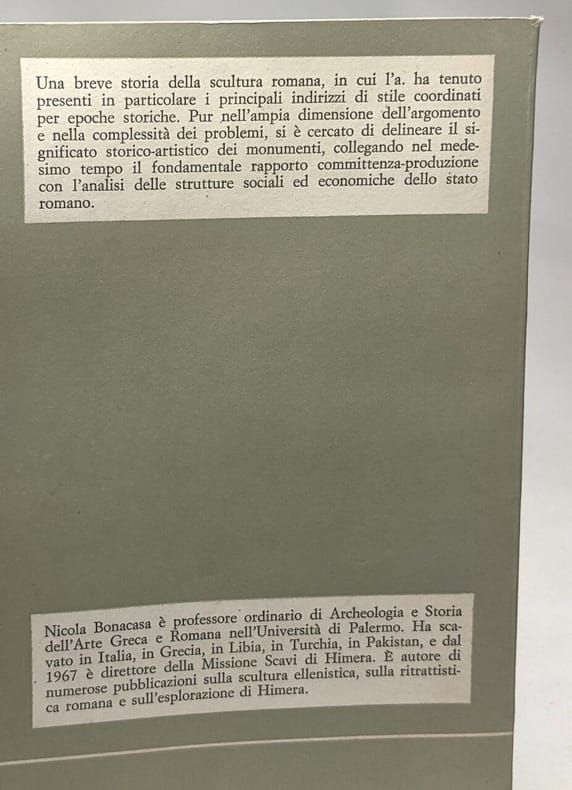 Una breve storia della scultura romana, in cui l'a. ha tenuto
presenti in particolare i principali indirizzi di stile coordinati
per epoche storiche. Pur nell'ampia dimensione dell'argomento
e nella complessità dei problemi, si è cercato di delineare il si-
gnificato storico-artistico dei monumenti, collegando nel mede-
simo tempo il fondamentale rapporto committenza-produzione
con l'analisi delle strutture sociali ed economiche dello stato
romano.
Nicola Bonacasa è professore ordinario di Archeologia e Storia
dell'Arte Greca e Romana nell'Università di Palermo. Ha sca-
vato in Italia, in Grecia, in Libia, in Turchia, in Pakistan, e dal
1967 è direttore della Missione Scavi di Himera. È autore di
numerose pubblicazioni sulla scultura ellenistica, sulla ritrattisti-
ca romana e sull'esplorazione di Himera.